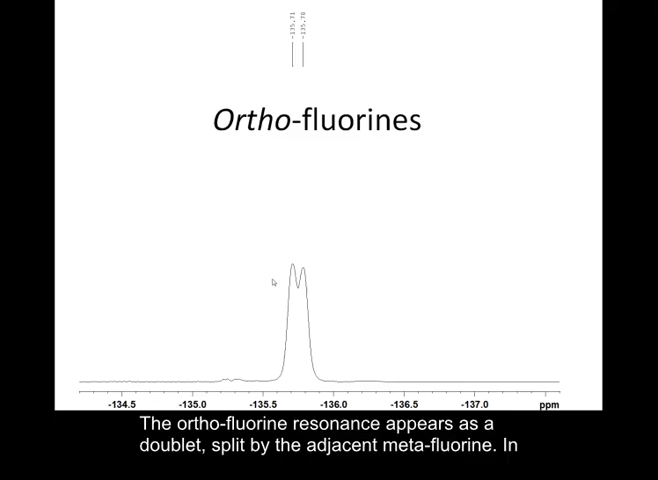 -135.71
-135.78
Ortho-fluorines
-134.5 -135.0 -135.5 -136.0 -136.5 -137.0 ppm
The ortho-fluorine resonance appears as a
doublet, split by the adjacent meta-fluorine. In